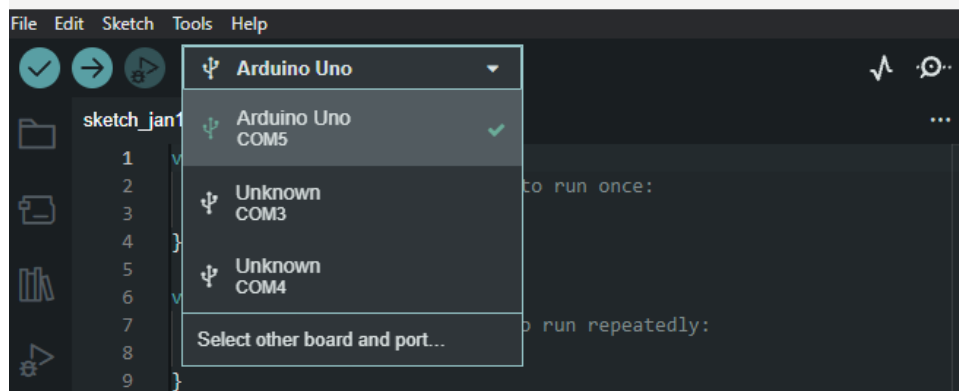 File Edit Sketch Tools Help
Arduino Uno
sketch_jan1
Arduino Uno
COM5
1 v
2 to run once:
3
Unknown
COM3
4 }
5
Unknown
COM4
6 v
7 o run repeatedly:
Select other board and port...
8
9 }